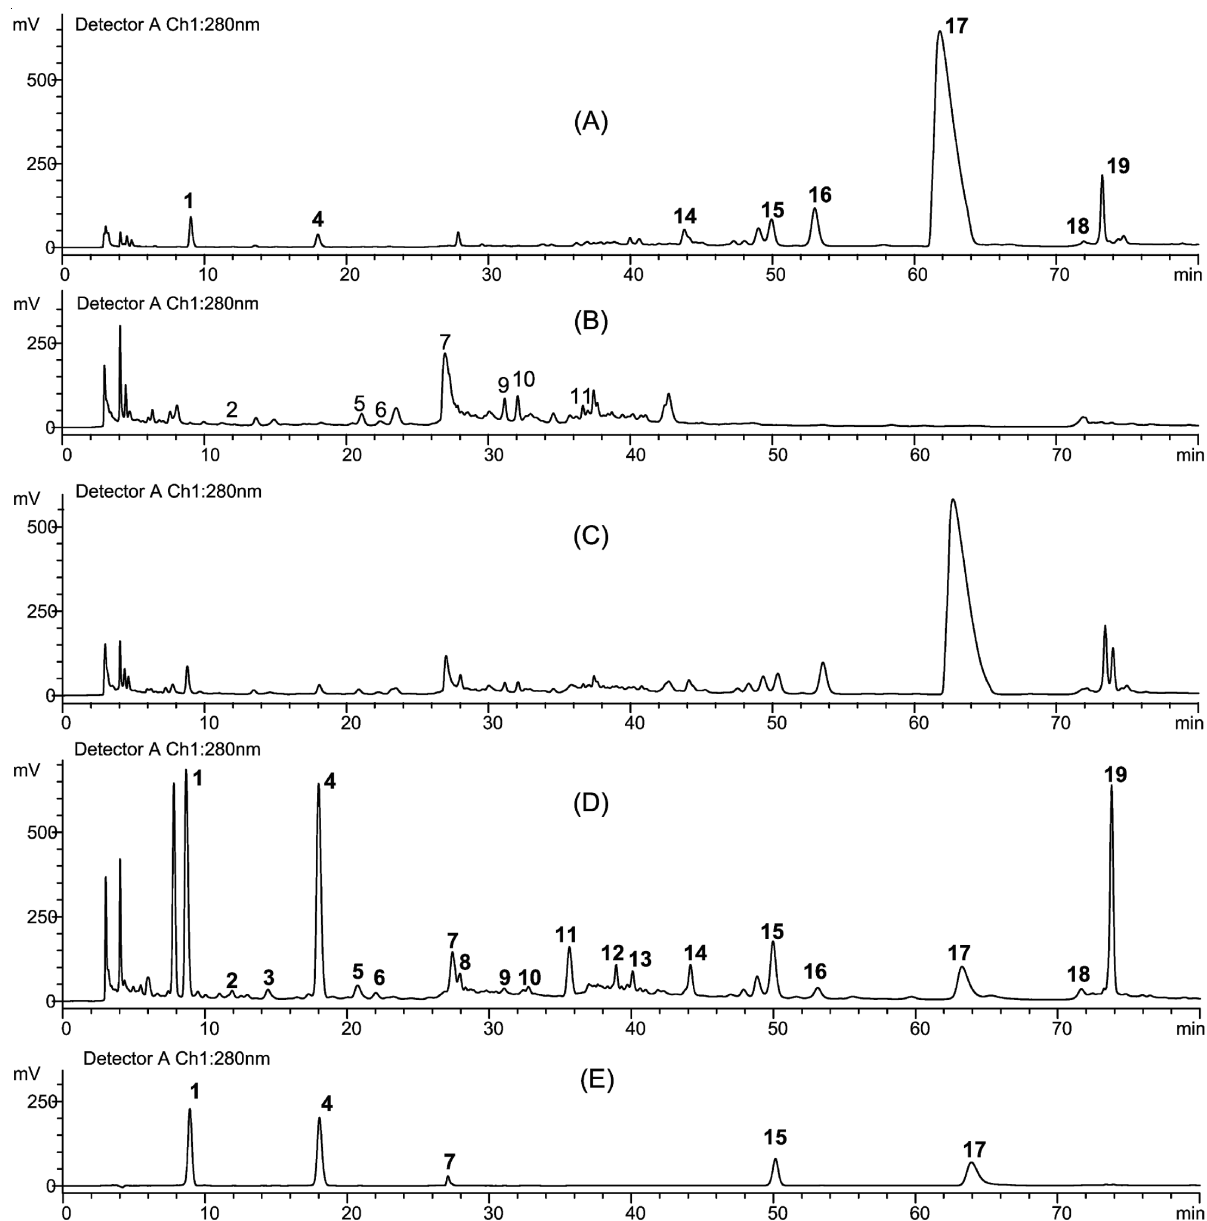 mV Detector A Ch1:280nm 17
500
(A)
250 19
1 16
4 14 15 18
0
0 10 20 30 40 50 60 70 min
mV Detector A Ch1:280nm
(B)
250 7
9 10
11
2 5 6
0
0 10 20 30 40 50 60 70 min
mV Detector A Ch1:280nm
500
(C)
250
0
0 10 20 30 40 50 60 70 min
Detector A Ch1:280nm
mV 1 4 19
(D)
500
250
7 8 11 12 13 14 15 17
2 3 5 6 9 10 16 18
0
0 10 20 30 40 50 60 70 min
Detector A Ch1:280nm
mV (E)
1
250 4
15 17
7
0
0 10 20 30 40 50 60 70 min